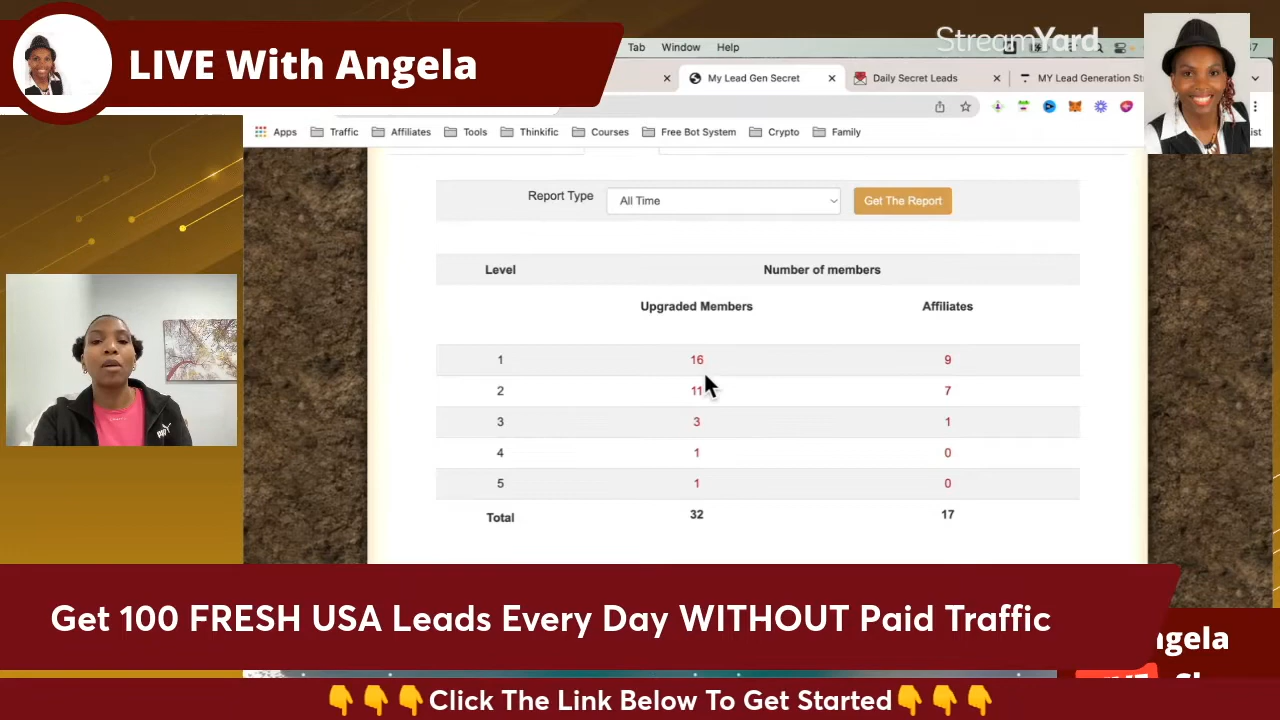 LIVE With Angela
StreamYard
Tab Window Help
My Lead Gen Secret
Daily Secret Leads
MY Lead Generation St
Apps Traffic Affiliates Tools Thinkific Courses Free Bot System Crypto Family
Report Type All Time Get The Report
Level Number of members
Upgraded Members Affiliates
1 16 9
2 11 7
3 3 1
4 1 0
5 1 0
Total 32 17
Get 100 FRESH USA Leads Every Day WITHOUT Paid Traffic
ngela
👇👇👇Click The Link Below To Get Started👇👇👇